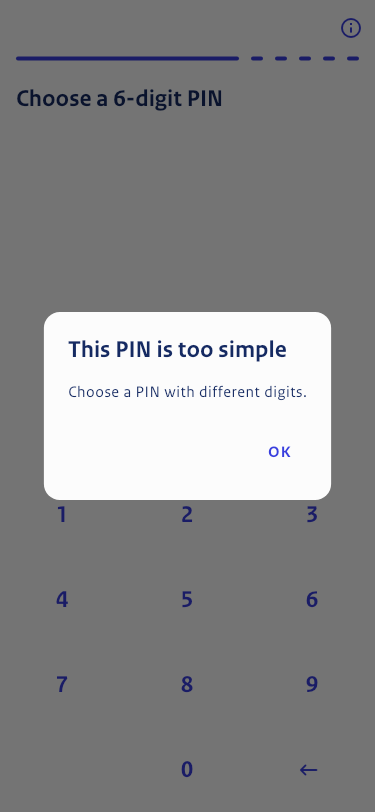 Choose a 6-digit PIN
This PIN is too simple
Choose a PIN with different digits.
OK
1 2 3
4 5 6
7 8 9
0 ←